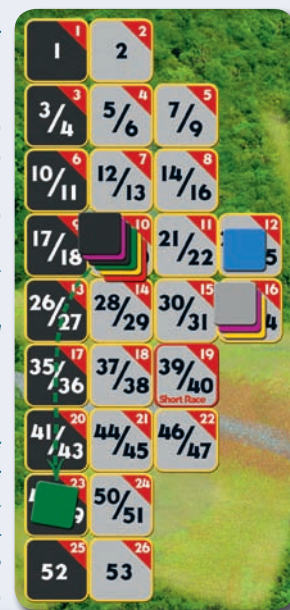 1 1 2 2
3/4 3 5/6 4 7/9 5
10/11 6 12/13 7 14/16 8
17/18 9 10 21/22 11 12 5
26/27 13 28/29 14 30/31 15 16 4
35/36 17 37/38 18 39/40 19
Short Race
41/43 20 44/45 21 46/47 22
23 9 50/51 24
52 25 53 26